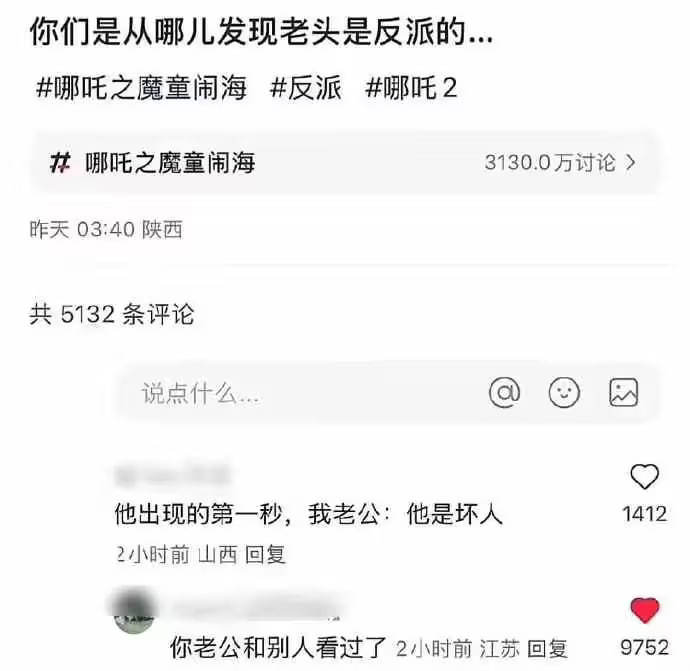 你们是从哪儿发现老头是反派的...
#哪吒之魔童闹海 #反派 #哪吒2
# 哪吒之魔童闹海 3130.0万讨论 >
昨天 03:40 陕西
共 5132 条评论
说点什么... @
他出现的第一秒，我老公：他是坏人
1412
2小时前 山西 回复
你老公和别人看过了 2小时前 江苏 回复
9752